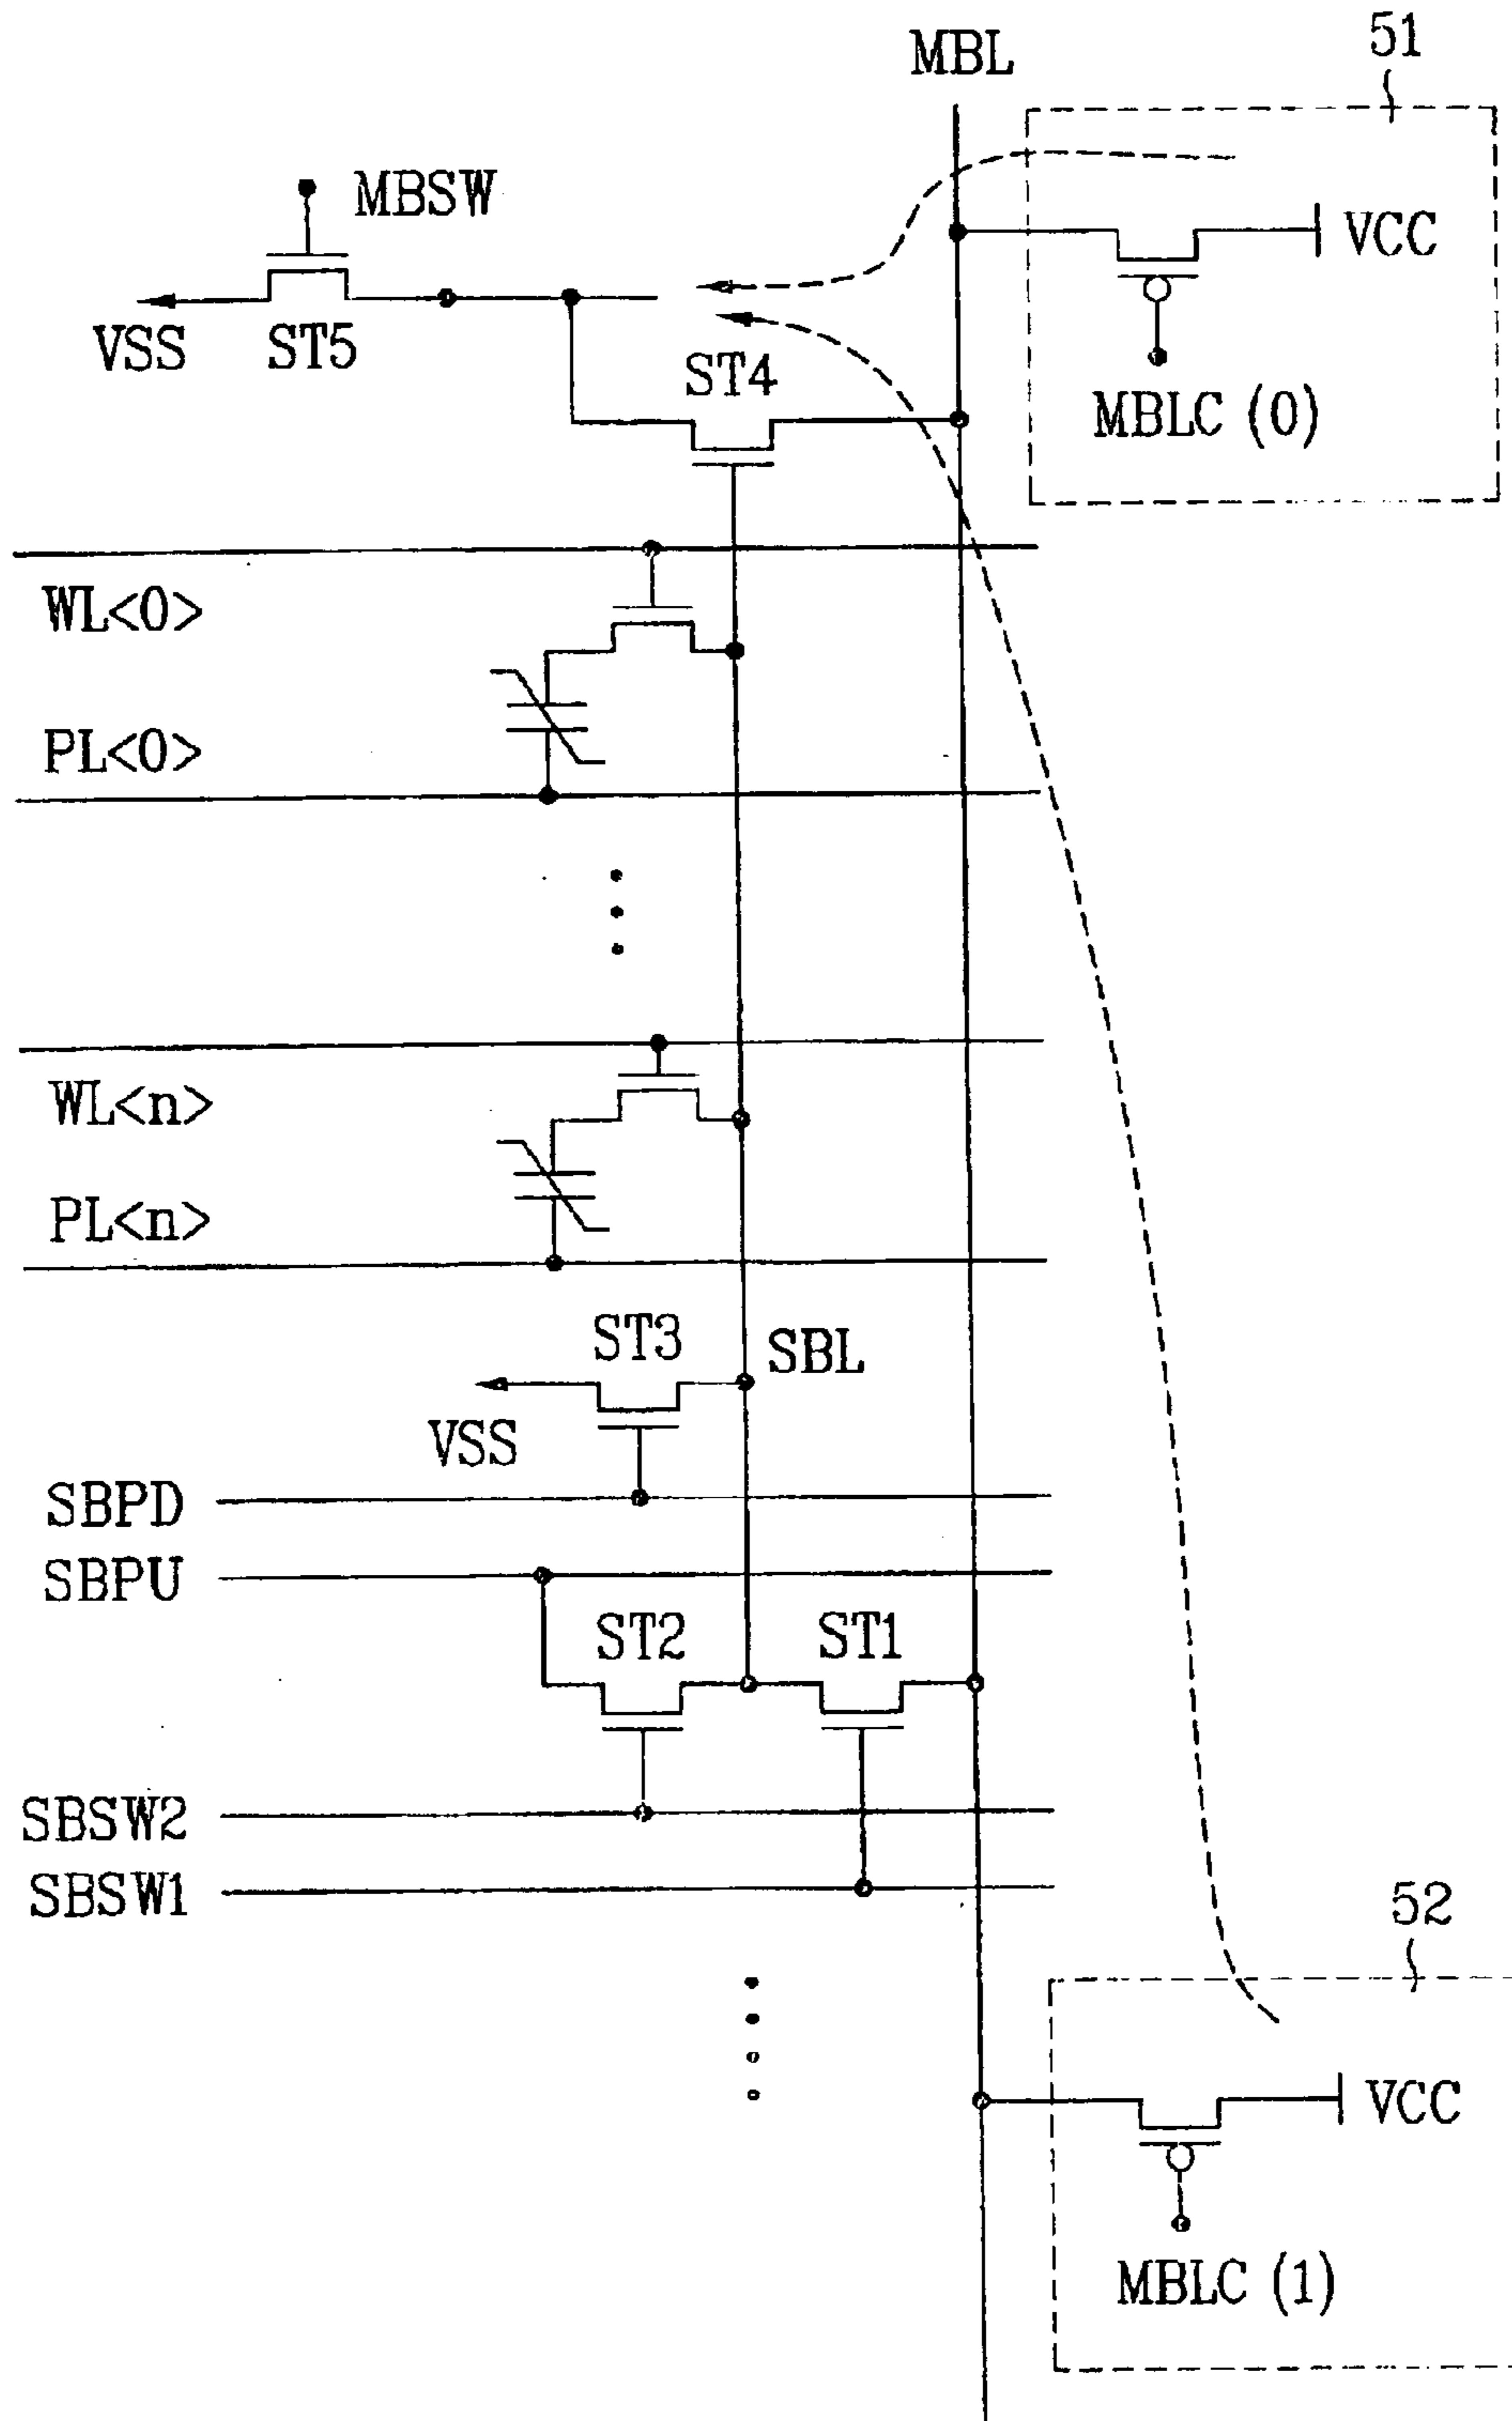 51
MBL
MBSW
VCC
VSS
ST5
ST4
MBLC (0)
WL<0>
PL<0>
WL<n>
PL<n>
ST3
SBL
VSS
SBPD
SBPU
ST2
ST1
SBSW2
SBSW1
52
VCC
MBLC (1)